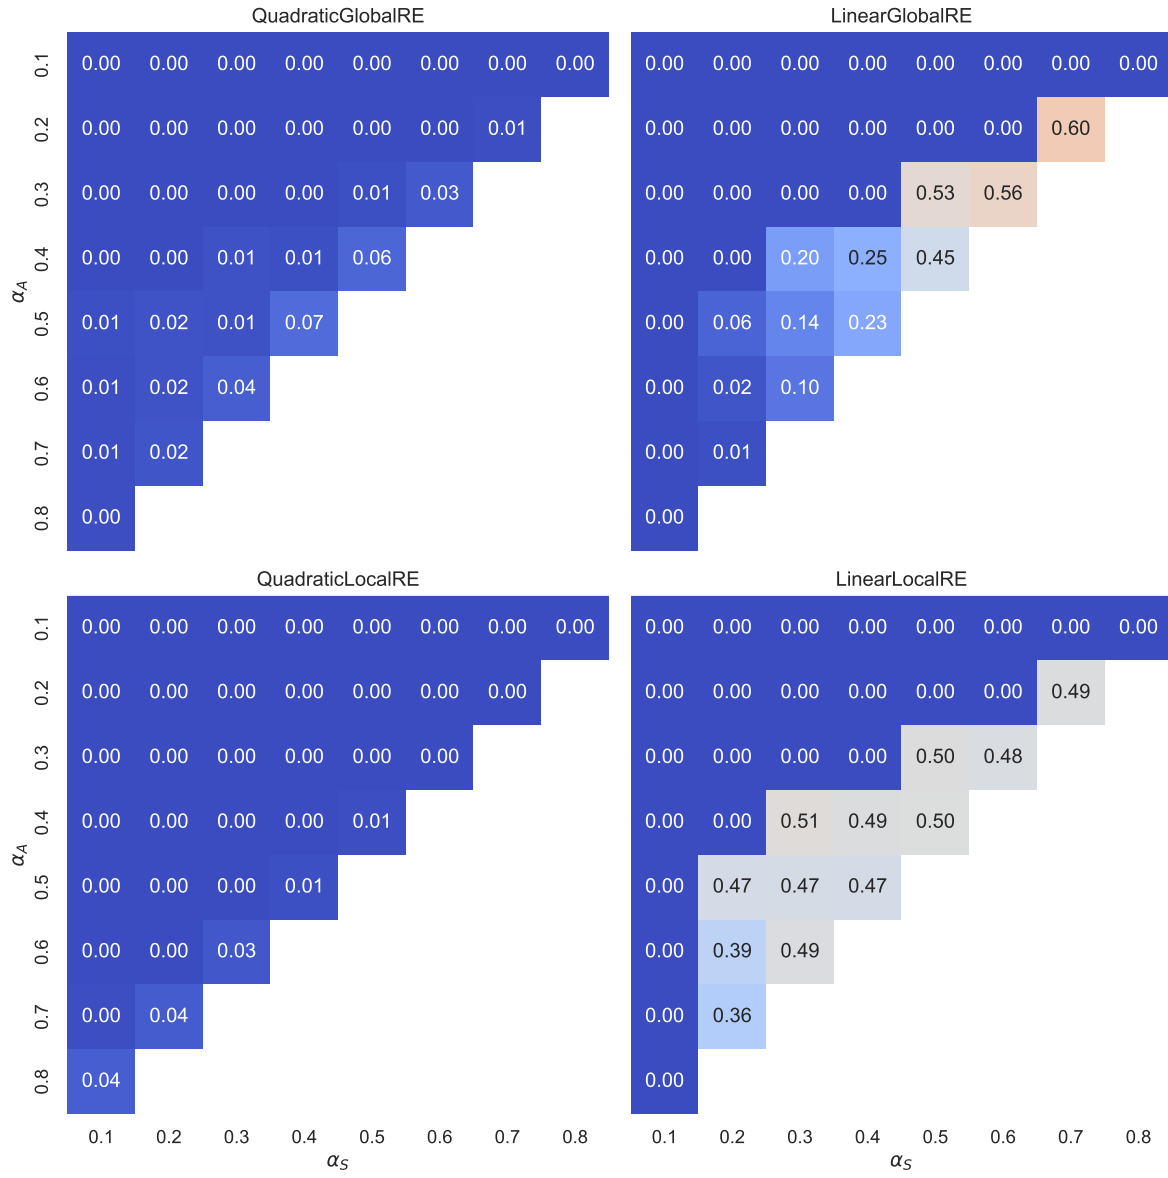 QuadraticGlobalRE
0.1 0.00 0.00 0.00 0.00 0.00 0.00 0.00 0.00
0.2 0.00 0.00 0.00 0.00 0.00 0.00 0.01
0.3 0.00 0.00 0.00 0.00 0.01 0.03
0.4 0.00 0.00 0.01 0.01 0.06
α_A
0.5 0.01 0.02 0.01 0.07
0.6 0.01 0.02 0.04
0.7 0.01 0.02
0.8 0.00
LinearGlobalRE
0.00 0.00 0.00 0.00 0.00 0.00 0.00 0.00
0.00 0.00 0.00 0.00 0.00 0.00 0.60
0.00 0.00 0.00 0.00 0.53 0.56
0.00 0.00 0.20 0.25 0.45
0.00 0.06 0.14 0.23
0.00 0.02 0.10
0.00 0.01
0.00
QuadraticLocalRE
0.1 0.00 0.00 0.00 0.00 0.00 0.00 0.00 0.00
0.2 0.00 0.00 0.00 0.00 0.00 0.00 0.00
0.3 0.00 0.00 0.00 0.00 0.00 0.00
0.4 0.00 0.00 0.00 0.00 0.01
α_A
0.5 0.00 0.00 0.00 0.01
0.6 0.00 0.00 0.03
0.7 0.00 0.04
0.8 0.04
0.1 0.2 0.3 0.4 0.5 0.6 0.7 0.8
α_S
LinearLocalRE
0.00 0.00 0.00 0.00 0.00 0.00 0.00 0.00
0.00 0.00 0.00 0.00 0.00 0.00 0.49
0.00 0.00 0.00 0.00 0.50 0.48
0.00 0.00 0.51 0.49 0.50
0.00 0.47 0.47 0.47
0.00 0.39 0.49
0.00 0.36
0.00
0.1 0.2 0.3 0.4 0.5 0.6 0.7 0.8
α_S